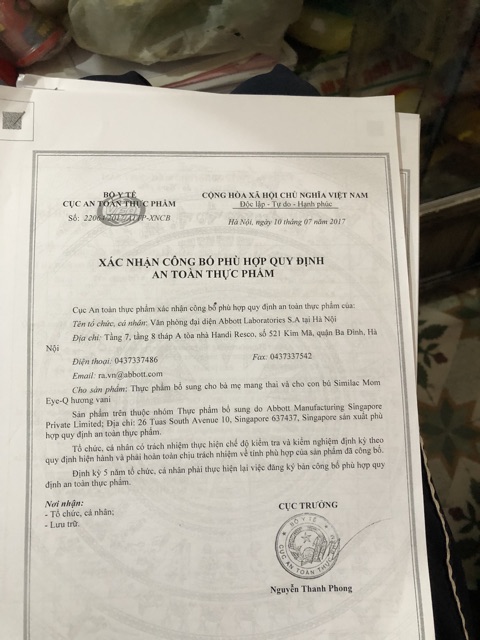 BỘ Y TẾ
CỤC AN TOÀN THỰC PHẨM
Số:
CỘNG HÒA XÃ HỘI CHỦ NGHĨA VIỆT NAM
Độc lập - Tự do - Hạnh phúc
Hà Nội, ngày 10 tháng 07 năm 2017
XÁC NHẬN CÔNG BỐ PHÙ HỢP QUY ĐỊNH
AN TOÀN THỰC PHẨM
Cục An toàn thực phẩm xác nhận công bố phù hợp quy định an toàn thực phẩm của:
Tên tổ chức, cá nhân: Văn phòng đại diện Abbott Laboratories S.A tại Hà Nội
Địa chỉ: Tầng 7, tầng 8 tháp A tòa nhà Handi Resco, số 521 Kim Mã, quận Ba Đình, Hà
Nội
Điện thoại: 0437337486 Fax: 0437337542
Email: ra.vn@abbott.com
Cho sản phẩm: Thực phẩm bổ sung cho bà mẹ mang thai và cho con bú Similac Mom
Eye-Q hương vani
Sản phẩm trên thuộc nhóm Thực phẩm bổ sung do Abbott Manufacturing Singapore
Private Limited; Địa chỉ: 26 Tuas South Avenue 10, Singapore 637437, Singapore sản xuất phù
hợp quy định an toàn thực phẩm.
Tổ chức, cá nhân có trách nhiệm thực hiện chế độ kiểm tra và kiểm nghiệm định kỳ theo
quy định hiện hành và phải hoàn toàn chịu trách nhiệm về tính phù hợp của sản phẩm đã công bố.
Định kỳ 5 năm tổ chức, cá nhân phải thực hiện lại việc đăng ký bản công bố phù hợp quy
định an toàn thực phẩm.
Nơi nhận:
- Tổ chức, cá nhân;
- Lưu trữ.
CỤC TRƯỞNG
BỘ Y TẾ
CỤC AN TOÀN THỰC PHẨM
Nguyễn Thanh Phong